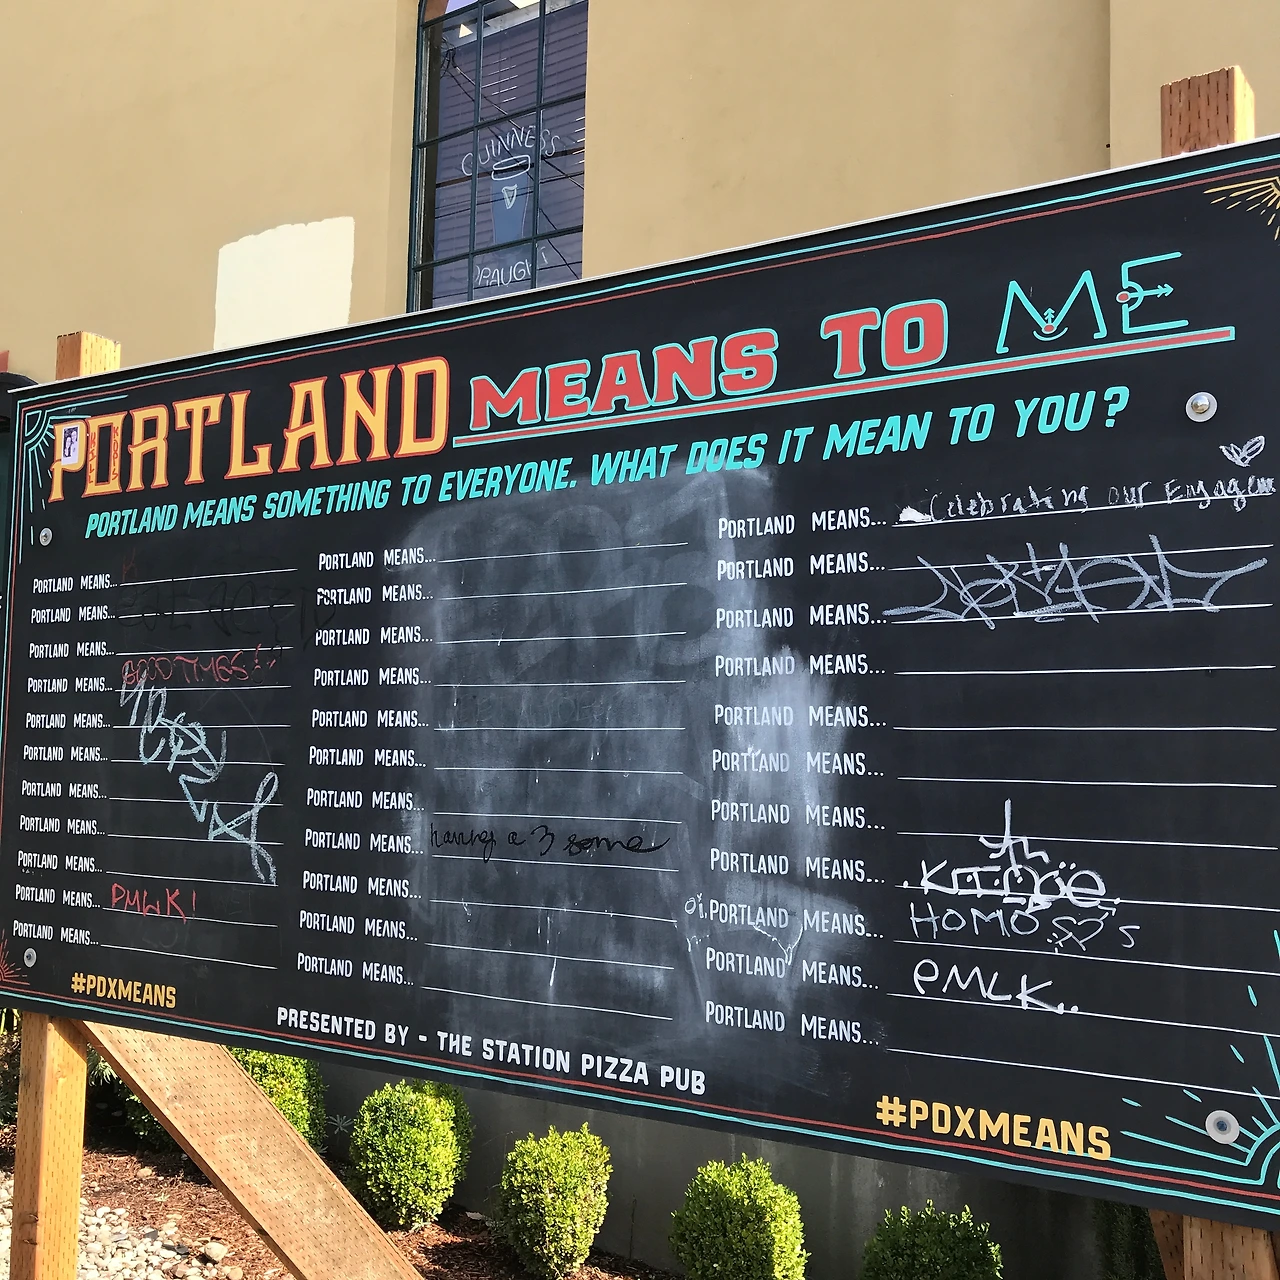 GUINNESS
DRAUGHT
PORTLAND MEANS TO ME
PORTLAND MEANS SOMETHING TO EVERYONE. WHAT DOES IT MEAN TO YOU?
PORTLAND MEANS...
PORTLAND MEANS...
PORTLAND MEANS...
PORTLAND MEANS... GOOD TIMES!
PORTLAND MEANS...
PORTLAND MEANS...
PORTLAND MEANS...
PORTLAND MEANS...
PORTLAND MEANS...
PORTLAND MEANS... PMLK!
PORTLAND MEANS...
PORTLAND MEANS...
PORTLAND MEANS...
PORTLAND MEANS...
PORTLAND MEANS...
PORTLAND MEANS...
PORTLAND MEANS...
PORTLAND MEANS...
PORTLAND MEANS... having a 3 some
PORTLAND MEANS...
PORTLAND MEANS...
PORTLAND MEANS...
PORTLAND MEANS... Celebrating our Engagem
PORTLAND MEANS...
PORTLAND MEANS...
PORTLAND MEANS...
PORTLAND MEANS...
PORTLAND MEANS...
PORTLAND MEANS...
PORTLAND MEANS...
PORTLAND MEANS... HOMO S
PORTLAND MEANS... PMLK..
PORTLAND MEANS...
#PDXMEANS
PRESENTED BY - THE STATION PIZZA PUB
#PDXMEANS